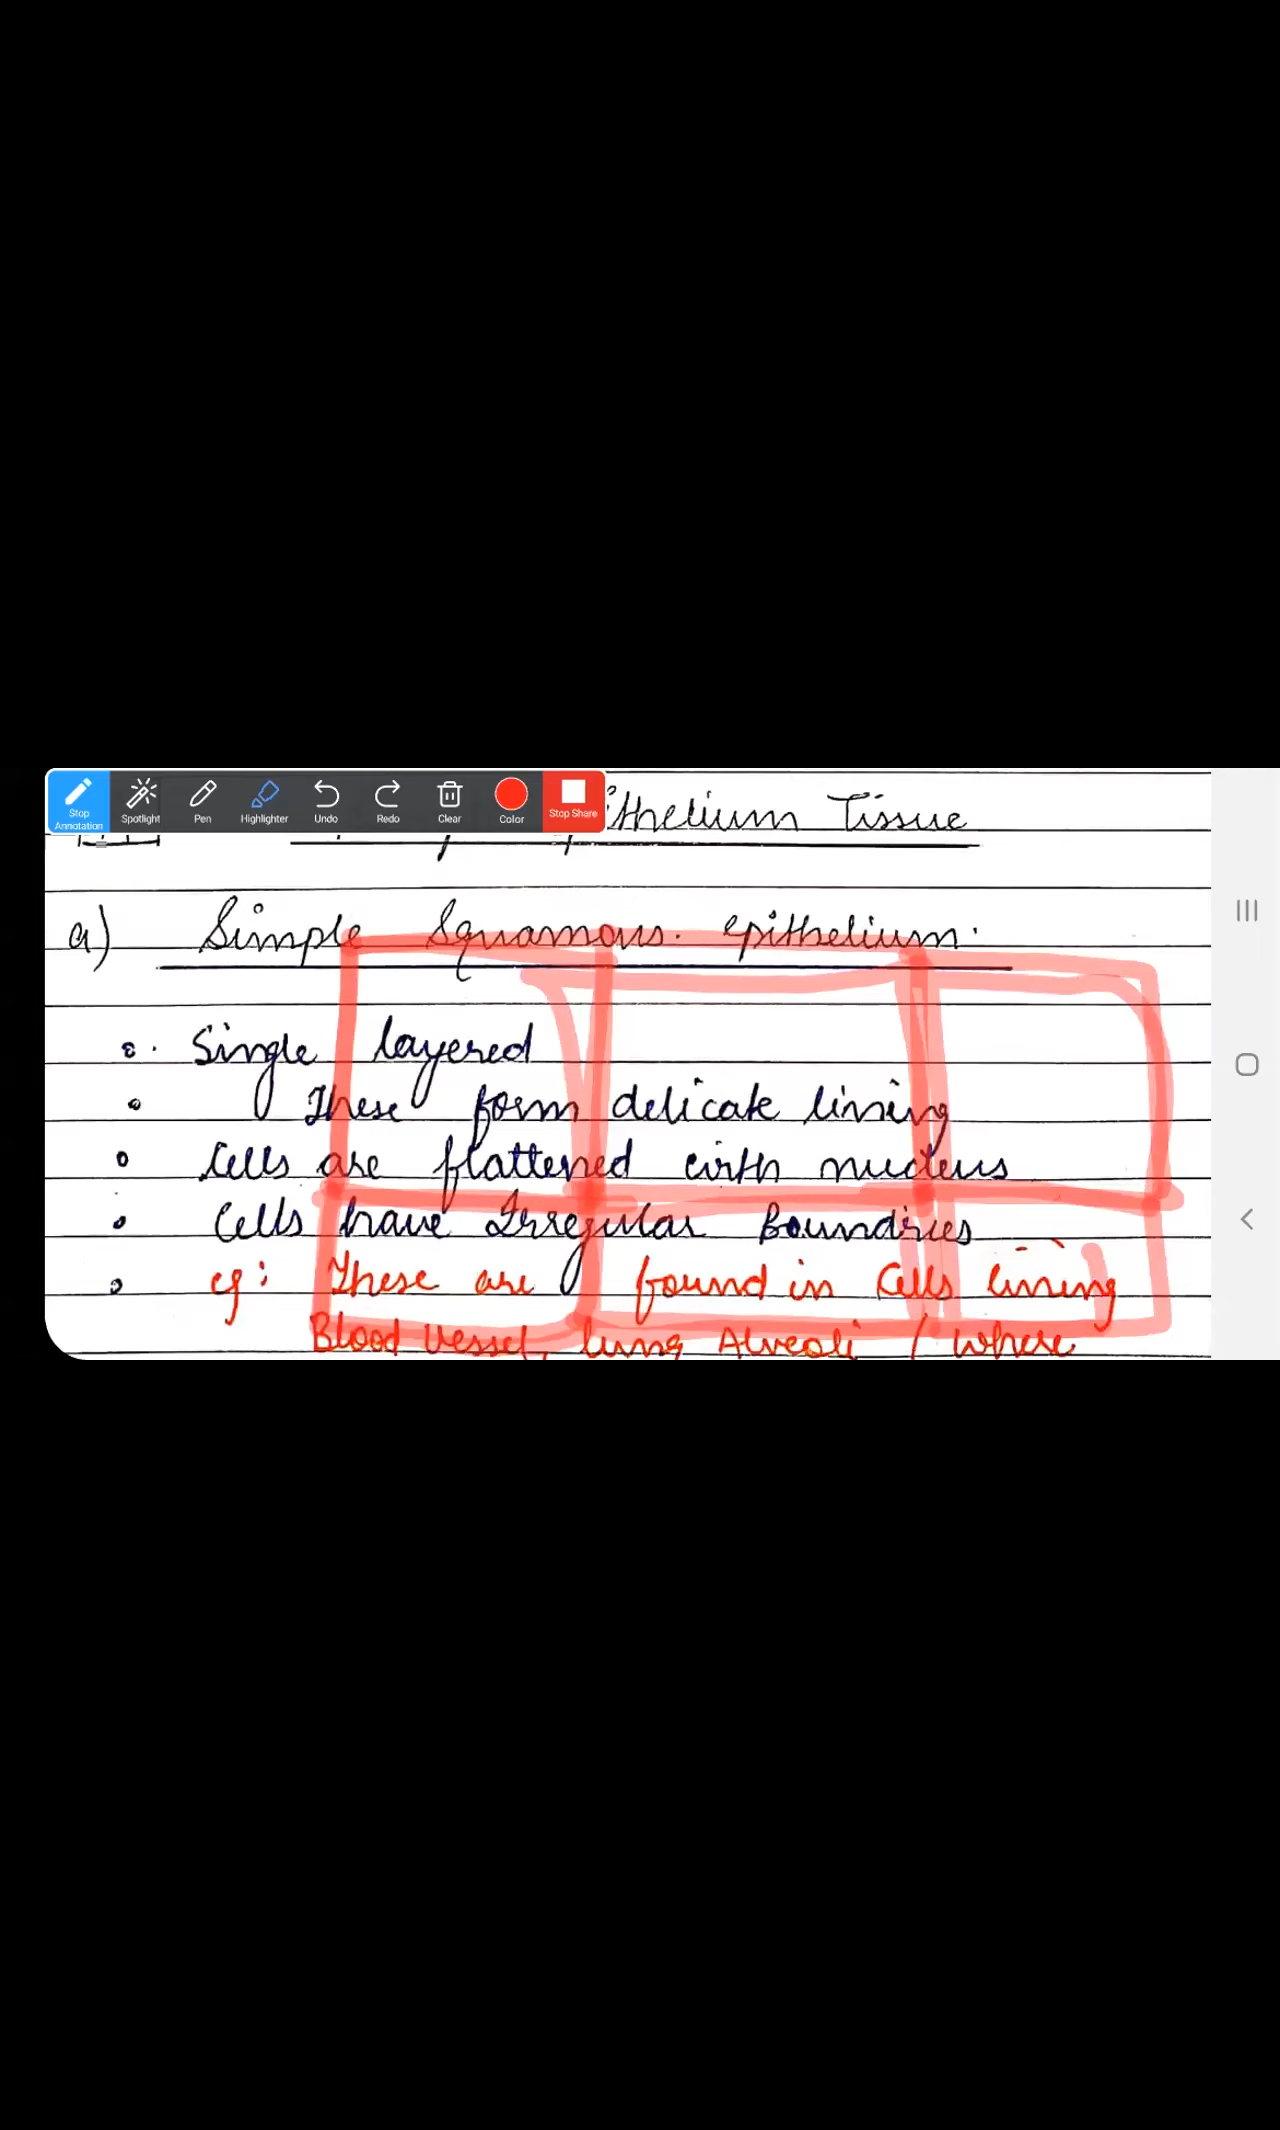 Stop Annotation
Spotlight
Pen
Highlighter
Undo
Redo
Clear
Color
Stop Share
ithelium Tissue
a) Simple Squamous. epithelium.
Single layered
These form delicate lining
Cells are flattened with nucleus
Cells have Irregular Boundries
eg: These are found in Cells lining
Blood Vessel, lung Alveoli / where